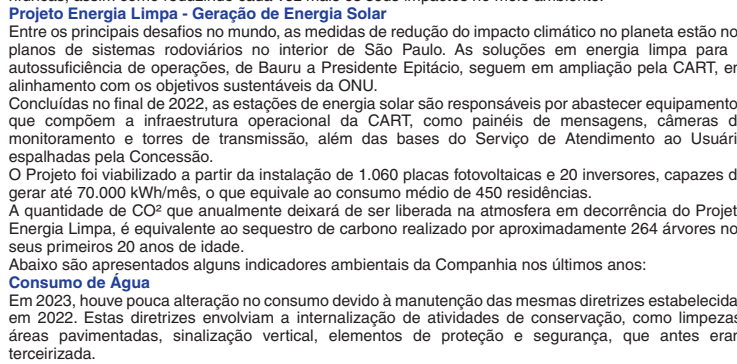 Projeto Energia Limpa - Geração de Energia Solar
Entre os principais desafios no mundo, as medidas de redução do impacto climático no planeta estão no
planos de sistemas rodoviários no interior de São Paulo. As soluções em energia limpa para
autossuficiência de operações, de Bauru a Presidente Epitácio, seguem em ampliação pela CART, er
alinhamento com os objetivos sustentáveis da ONU.
Concluídas no final de 2022, as estações de energia solar são responsáveis por abastecer equipamento
que compõem a infraestrutura operacional da CART, como painéis de mensagens, câmeras d
monitoramento e torres de transmissão, além das bases do Serviço de Atendimento ao Usuári
espalhadas pela Concessão.
O Projeto foi viabilizado a partir da instalação de 1.060 placas fotovoltaicas e 20 inversores, capazes d
gerar até 70.000 kWh/mês, o que equivale ao consumo médio de 450 residências.
A quantidade de CO² que anualmente deixará de ser liberada na atmosfera em decorrência do Projet
Energia Limpa, é equivalente ao sequestro de carbono realizado por aproximadamente 264 árvores no
seus primeiros 20 anos de idade.
Abaixo são apresentados alguns indicadores ambientais da Companhia nos últimos anos:
Consumo de Água
Em 2023, houve pouca alteração no consumo devido à manutenção das mesmas diretrizes estabelecida
em 2022. Estas diretrizes envolviam a internalização de atividades de conservação, como limpezas
áreas pavimentadas, sinalização vertical, elementos de proteção e segurança, que antes erar
terceirizada.